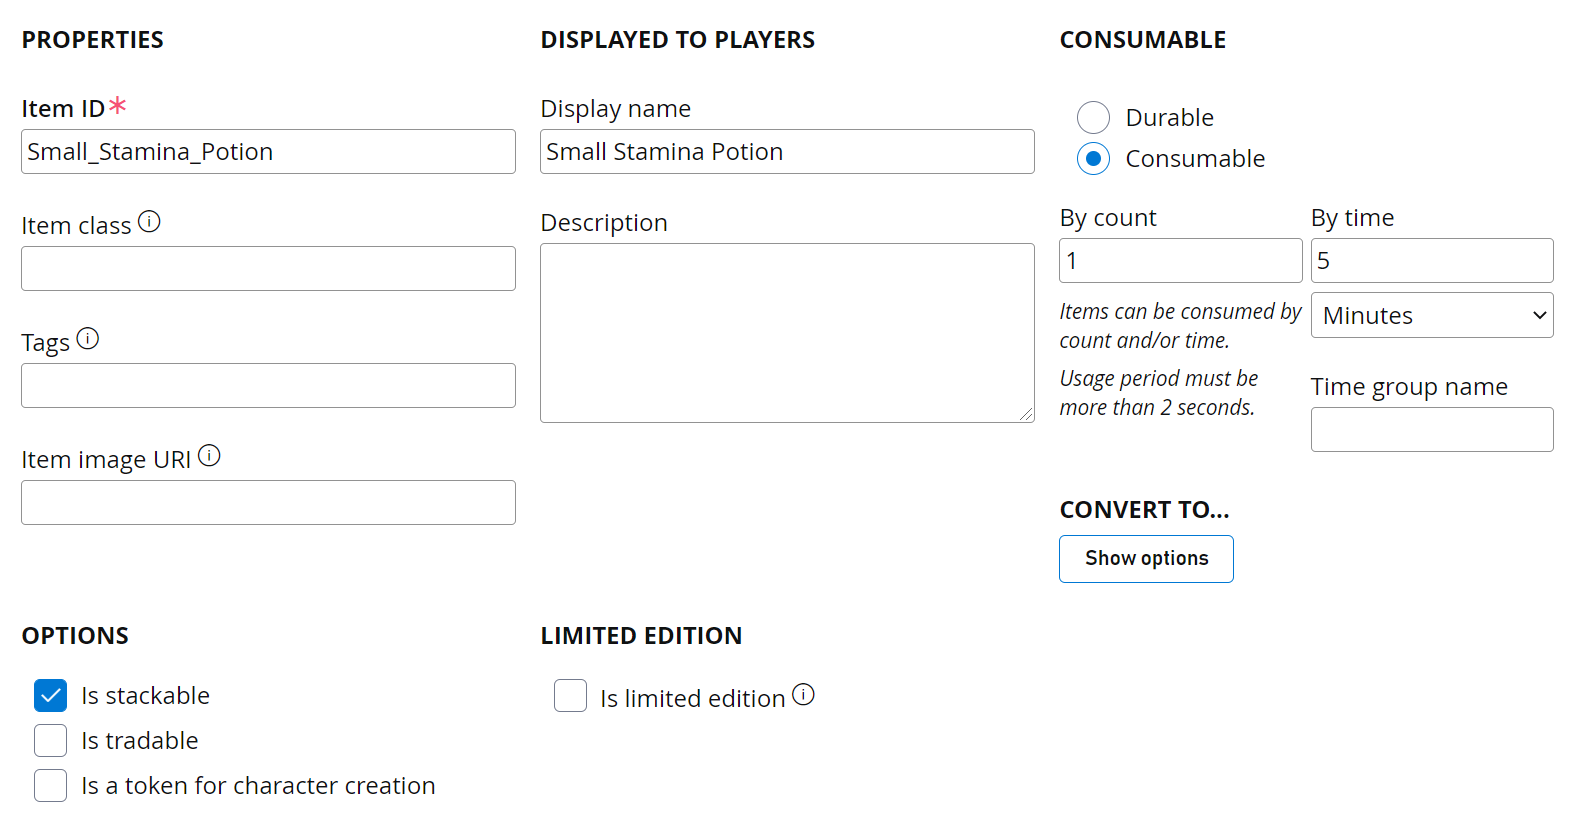 PROPERTIES
Item ID*
Small_Stamina_Potion
Item class
Tags
Item image URI
DISPLAYED TO PLAYERS
Display name
Small Stamina Potion
Description
CONSUMABLE
Durable
Consumable
By count
1
Items can be consumed by
count and/or time.
Usage period must be
more than 2 seconds.
By time
5
Minutes
Time group name
CONVERT TO...
Show options
OPTIONS
Is stackable
Is tradable
Is a token for character creation
LIMITED EDITION
Is limited edition